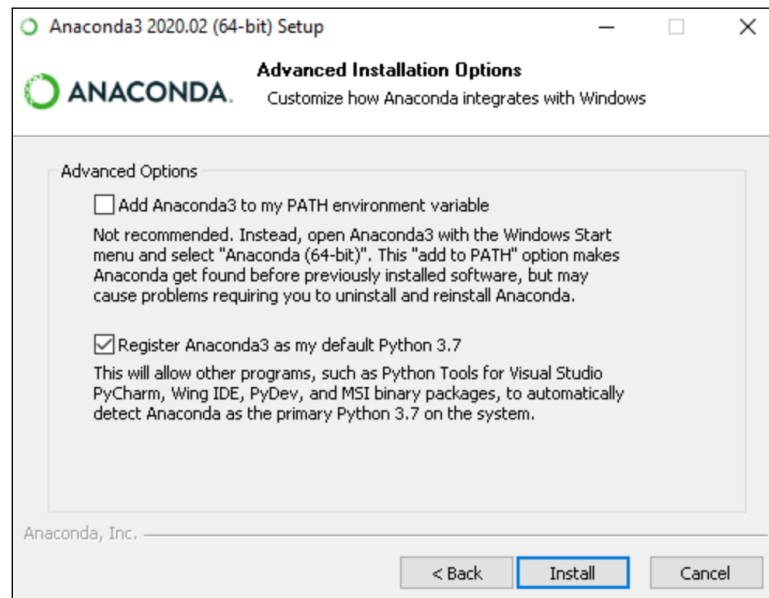 Anaconda3 2020.02 (64-bit) Setup
ANACONDA.
Advanced Installation Options
Customize how Anaconda integrates with Windows
Advanced Options
Add Anaconda3 to my PATH environment variable
Not recommended. Instead, open Anaconda3 with the Windows Start
menu and select "Anaconda (64-bit)". This "add to PATH" option makes
Anaconda get found before previously installed software, but may
cause problems requiring you to uninstall and reinstall Anaconda.
Register Anaconda3 as my default Python 3.7
This will allow other programs, such as Python Tools for Visual Studio
PyCharm, Wing IDE, PyDev, and MSI binary packages, to automatically
detect Anaconda as the primary Python 3.7 on the system.
Anaconda, Inc.
< Back
Install
Cancel